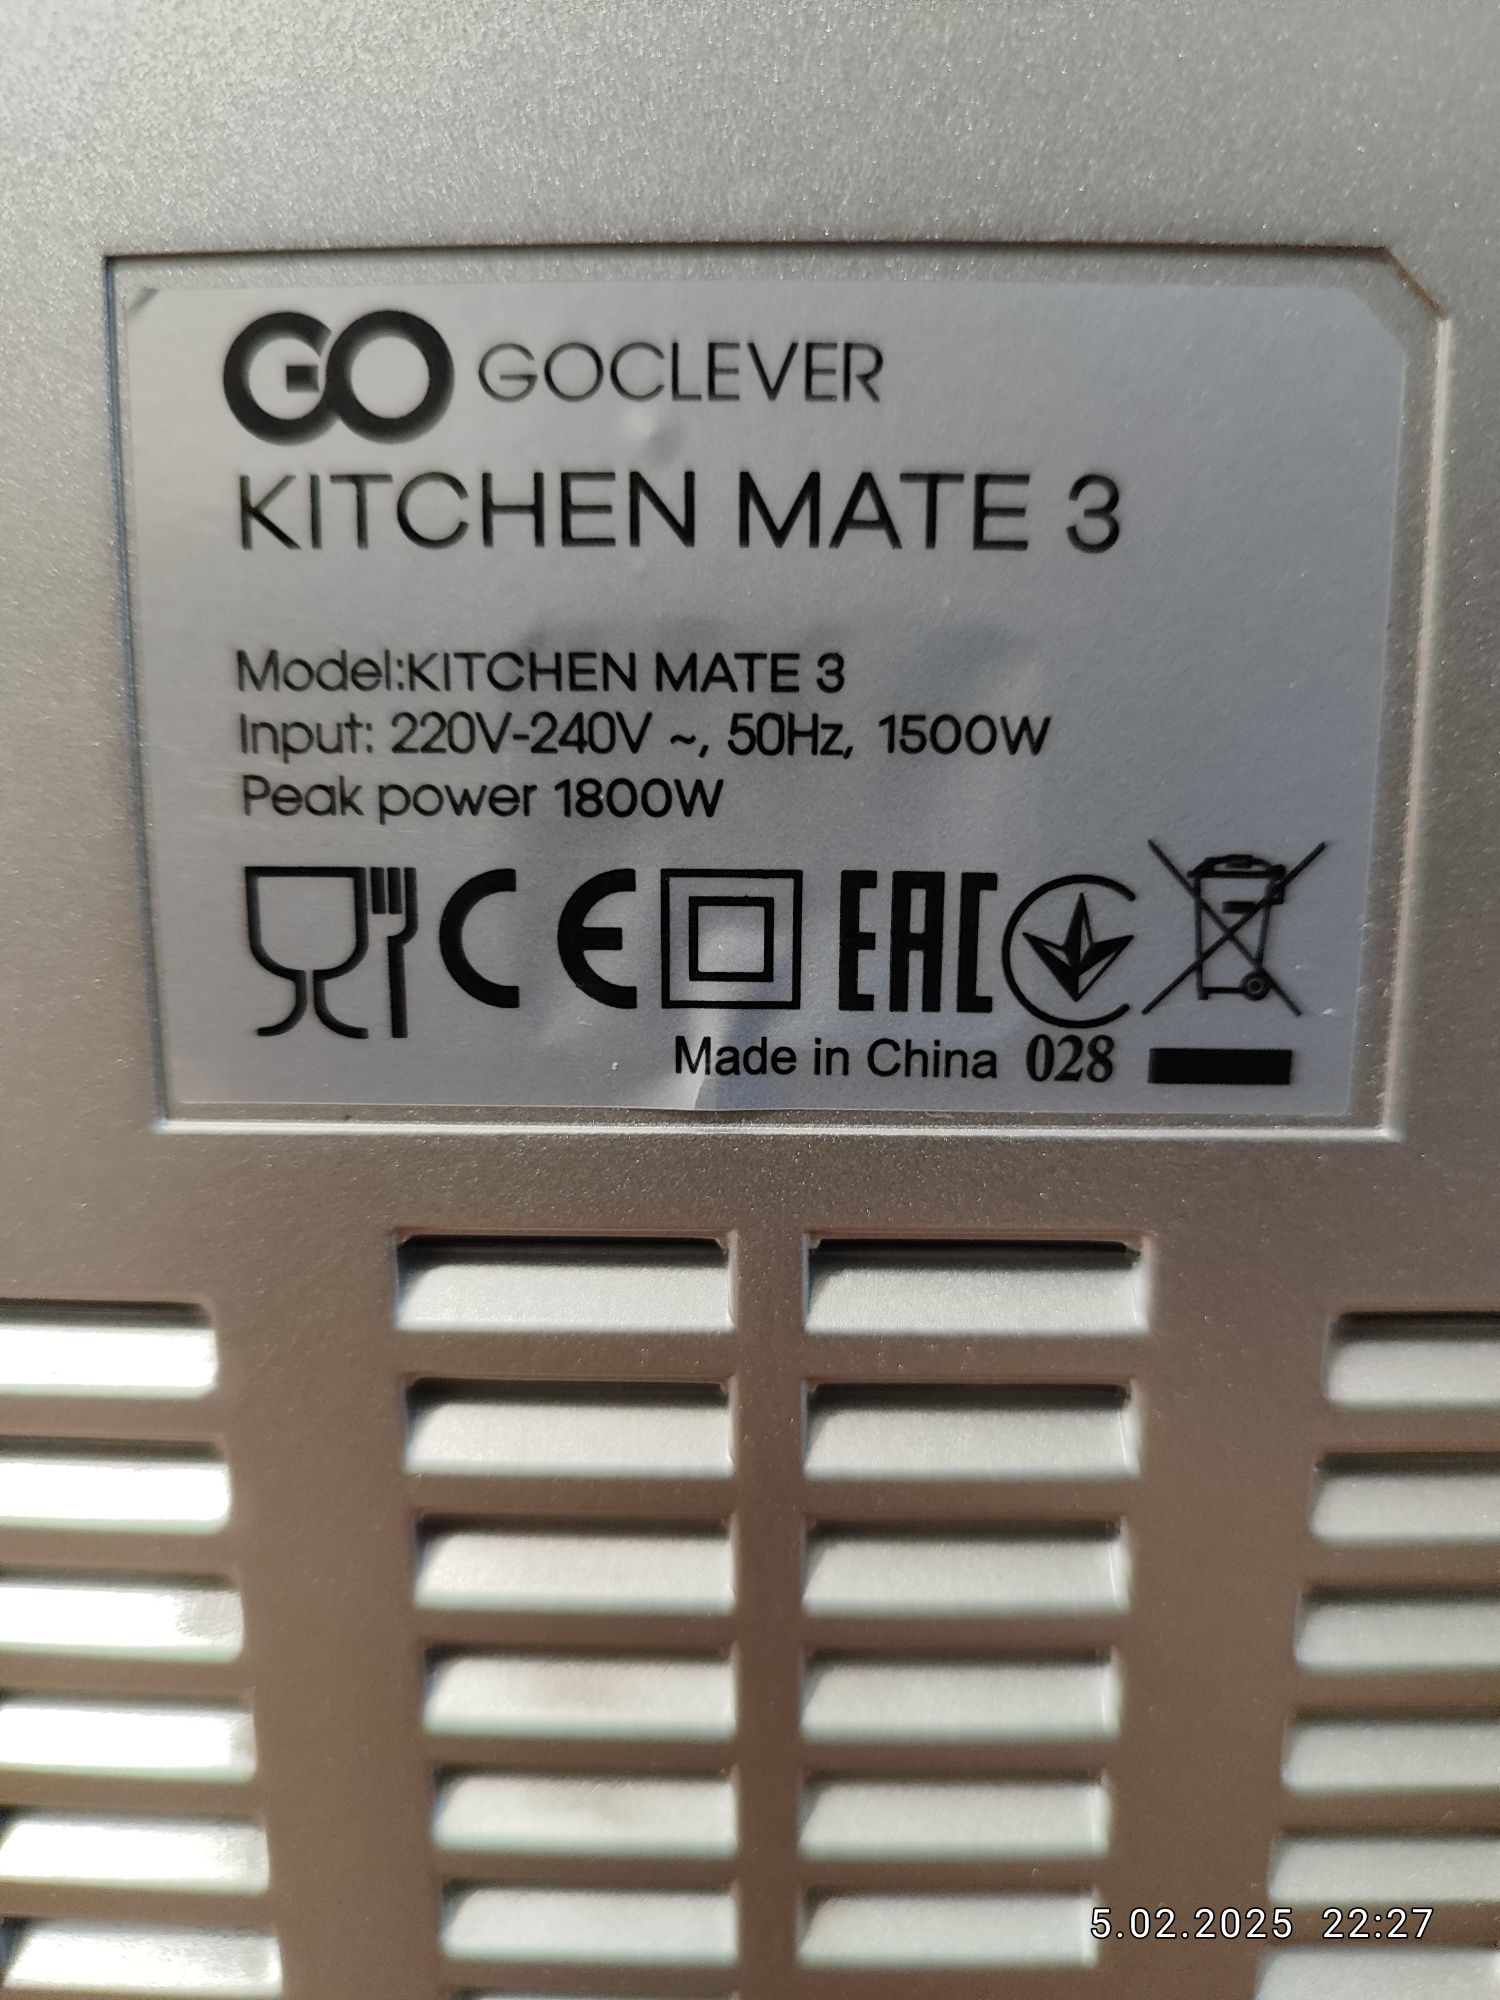 GO GOCLEVER
KITCHEN MATE 3
Model:KITCHEN MATE 3
Input: 220V-240V ~, 50Hz, 1500W
Peak power 1800W
CE EAC
Made in China 028
5.02.2025 22:27